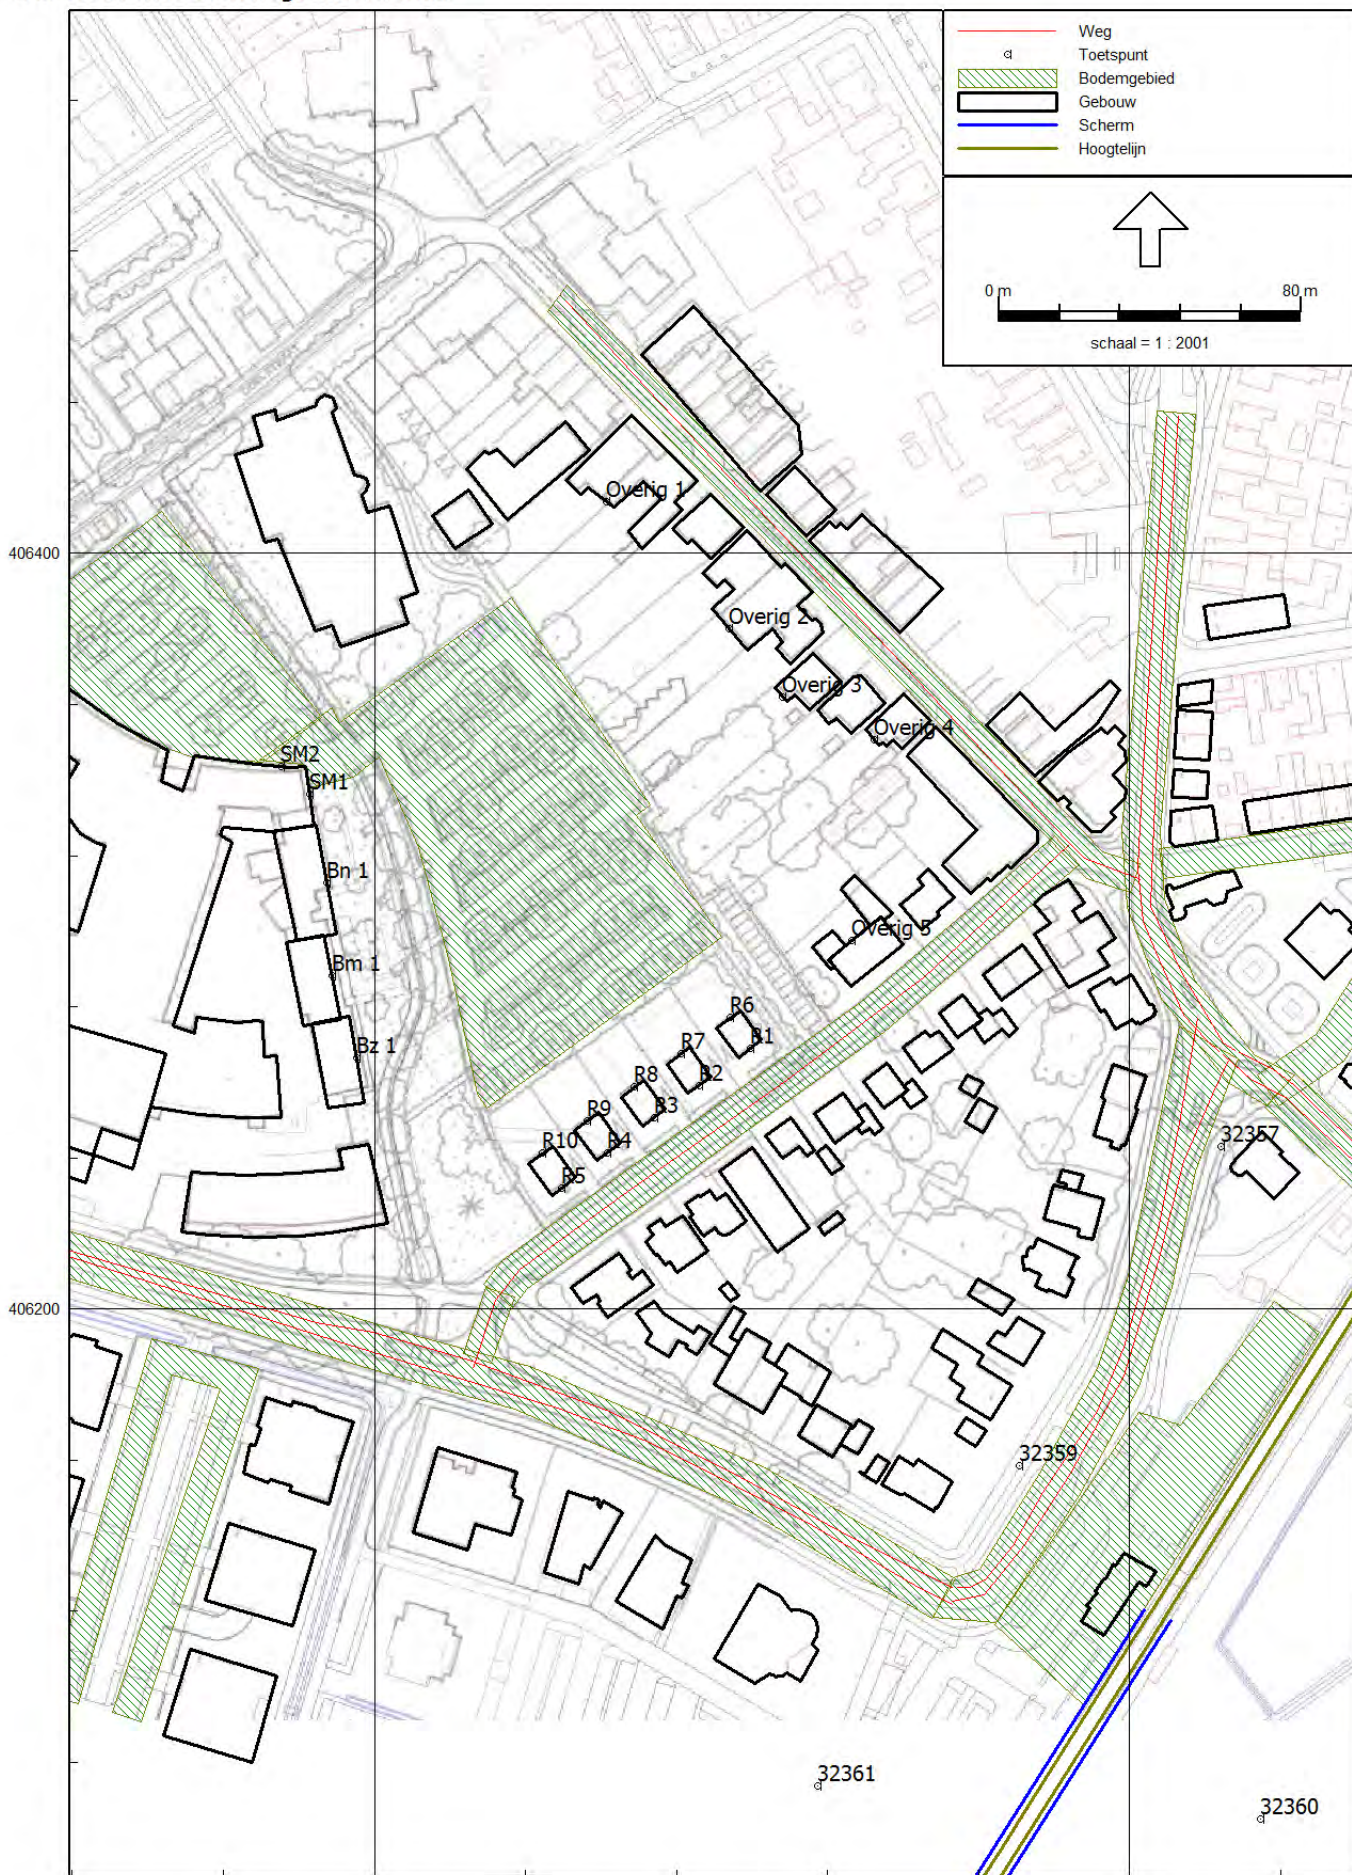 Weg
Toetspunt
Bodemgebied
Gebouw
Scherm
Hoogtelijn
0 m
80 m
schaal = 1 : 2001
Overig 1
406400
Overig 2
Overig 3
Overig 4
SM2
SM1
Bn 1
Overig 5
Bm 1
R6
R1
Bz 1
R7
R2
R8
R3
R9
R4
R10
R5
32357
406200
32359
32361
32360